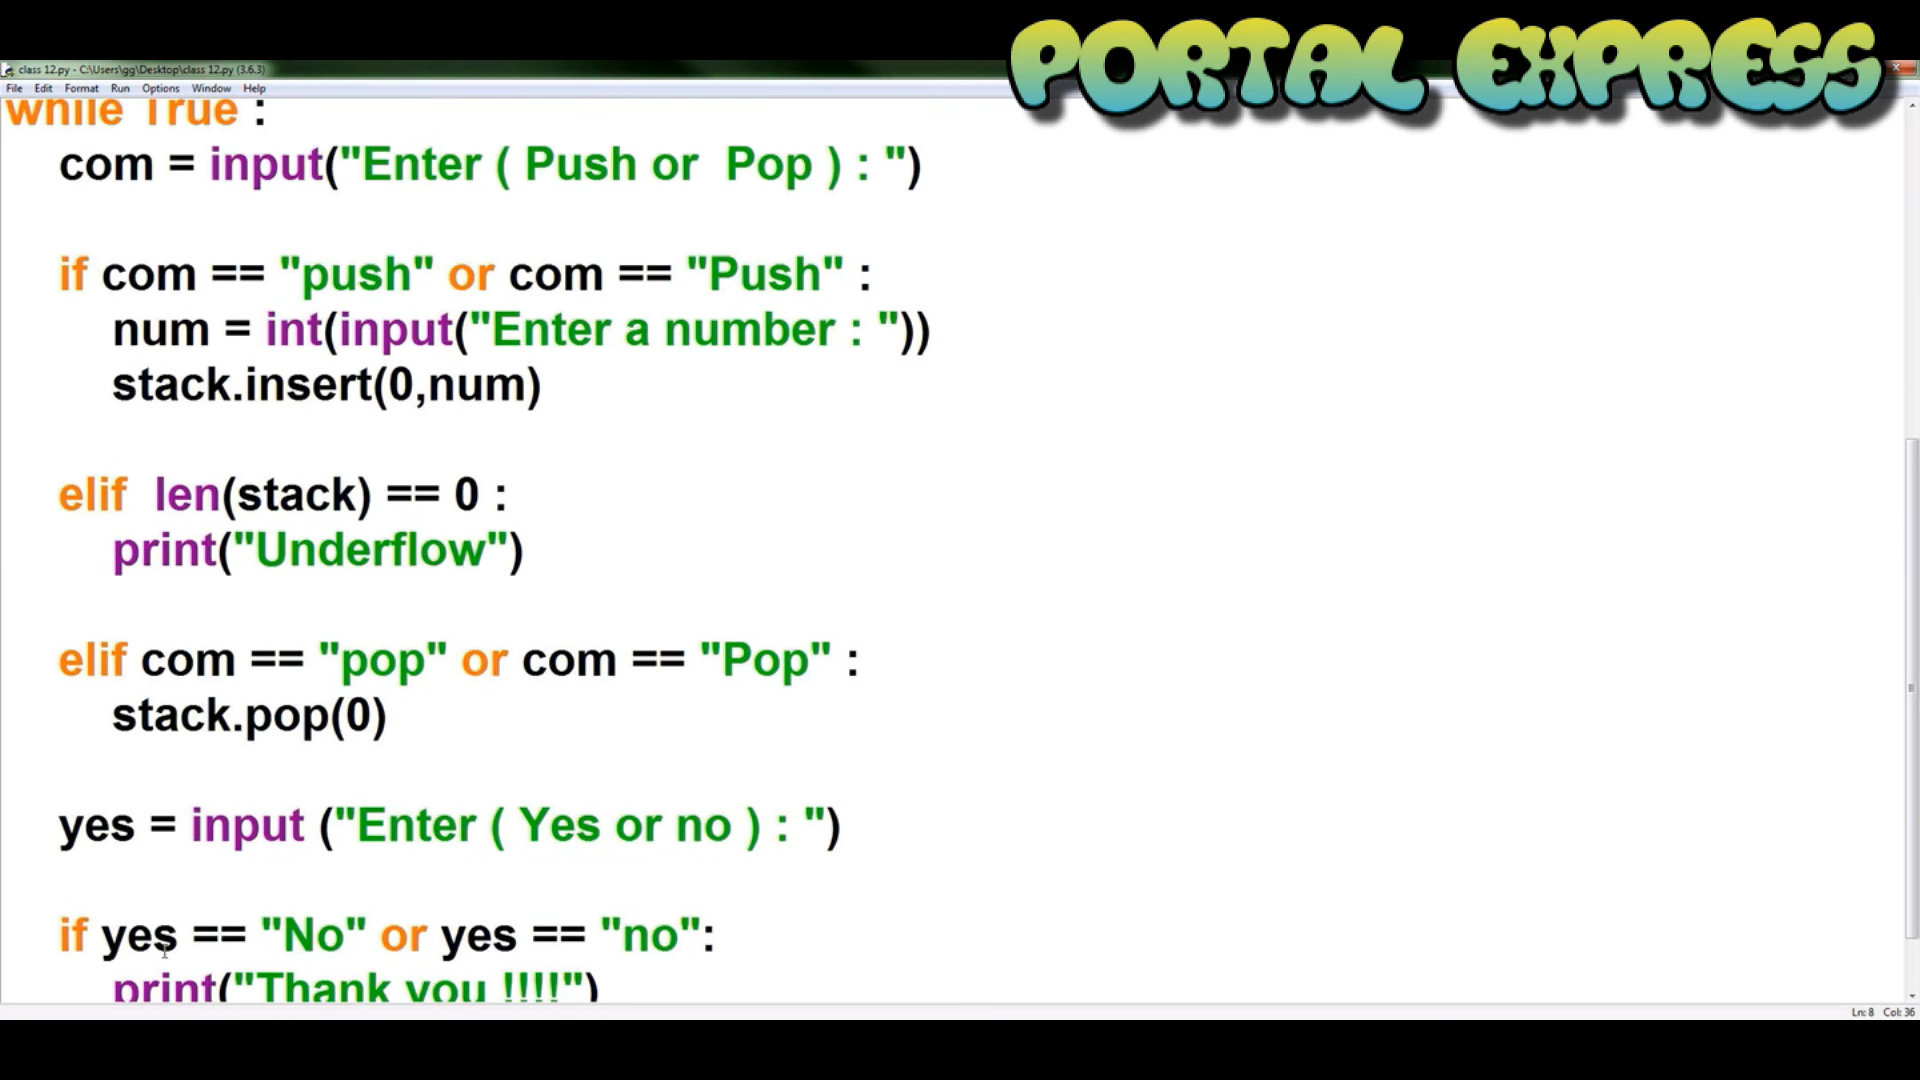 PORTAL EXPRESS
class 12.py - C:\Users\gg\Desktop\class 12.py (3.6.3)
File Edit Format Run Options Window Help
while True :
com = input("Enter ( Push or  Pop ) : ")
if com == "push" or com == "Push" :
num = int(input("Enter a number : "))
stack.insert(0,num)
elif  len(stack) == 0 :
print("Underflow")
elif com == "pop" or com == "Pop" :
stack.pop(0)
yes = input ("Enter ( Yes or no ) : ")
if yes == "No" or yes == "no":
print("Thank you !!!!")
Ln: 8 Col: 36